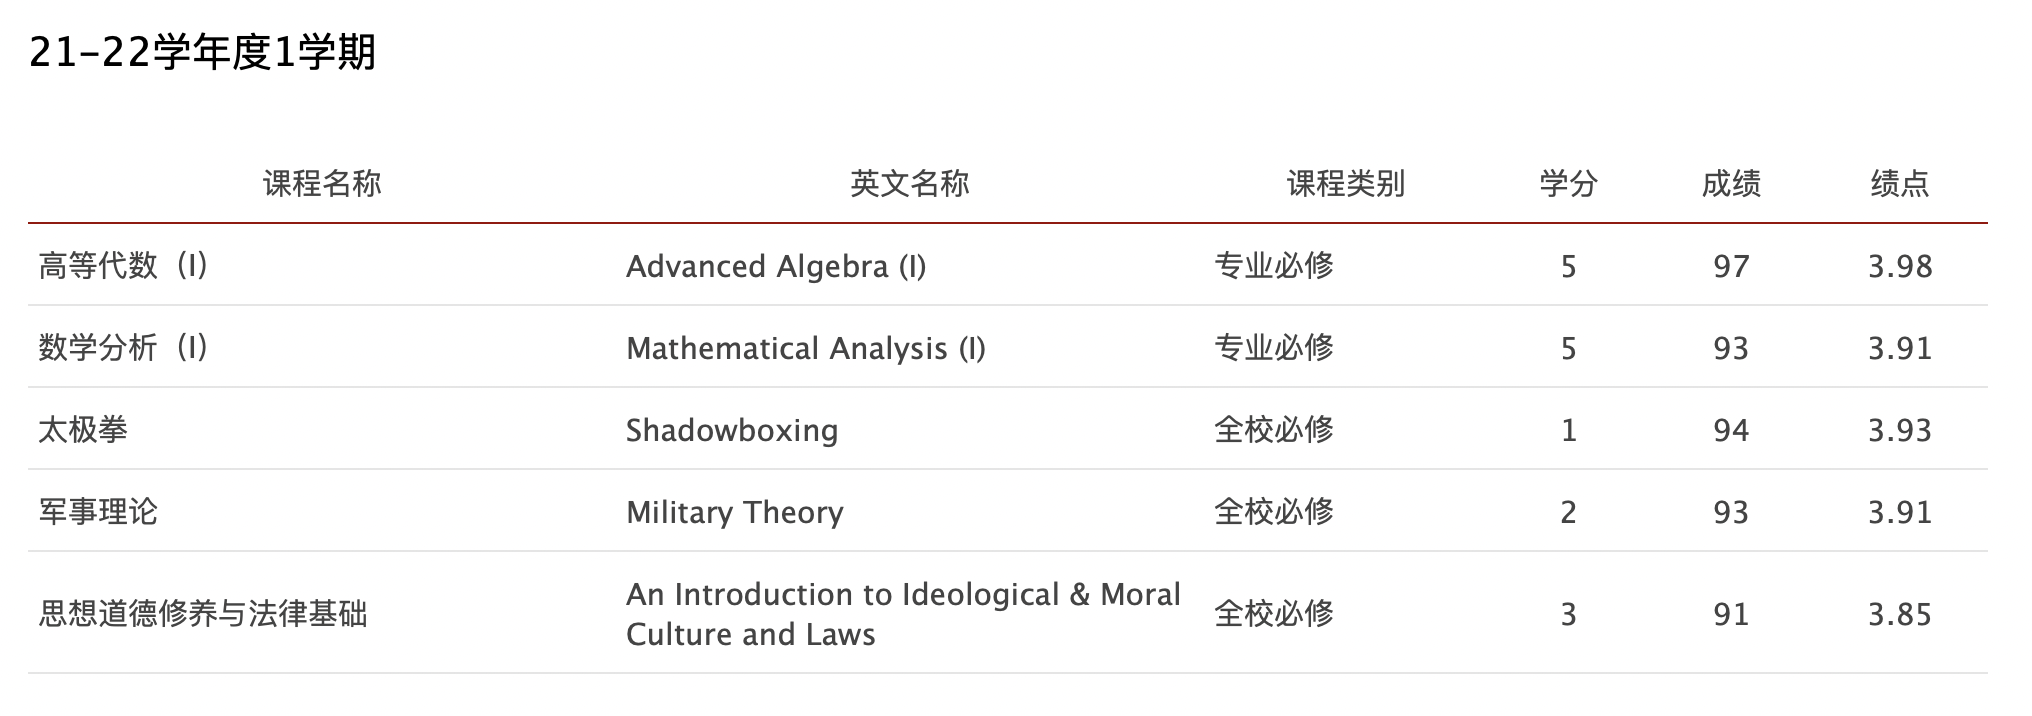 21-22学年度1学期
课程名称 英文名称 课程类别 学分 成绩 绩点
高等代数（I） Advanced Algebra (I) 专业必修 5 97 3.98
数学分析（I） Mathematical Analysis (I) 专业必修 5 93 3.91
太极拳 Shadowboxing 全校必修 1 94 3.93
军事理论 Military Theory 全校必修 2 93 3.91
思想道德修养与法律基础 An Introduction to Ideological & Moral 全校必修 3 91 3.85
Culture and Laws